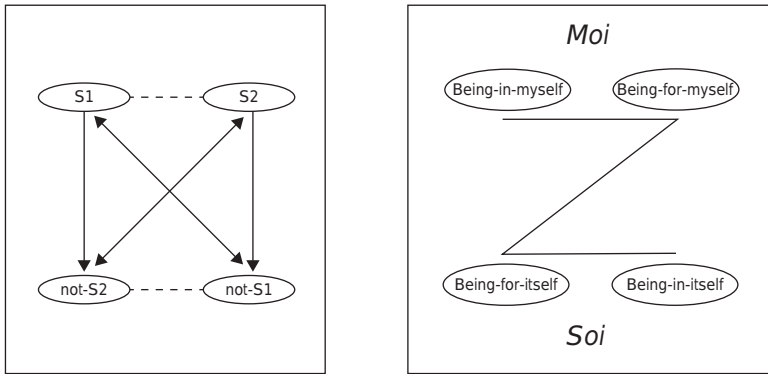 S1 S2
not-S2 not-S1
Moi
Being-in-myself Being-for-myself
Being-for-itself Being-in-itself
Soi